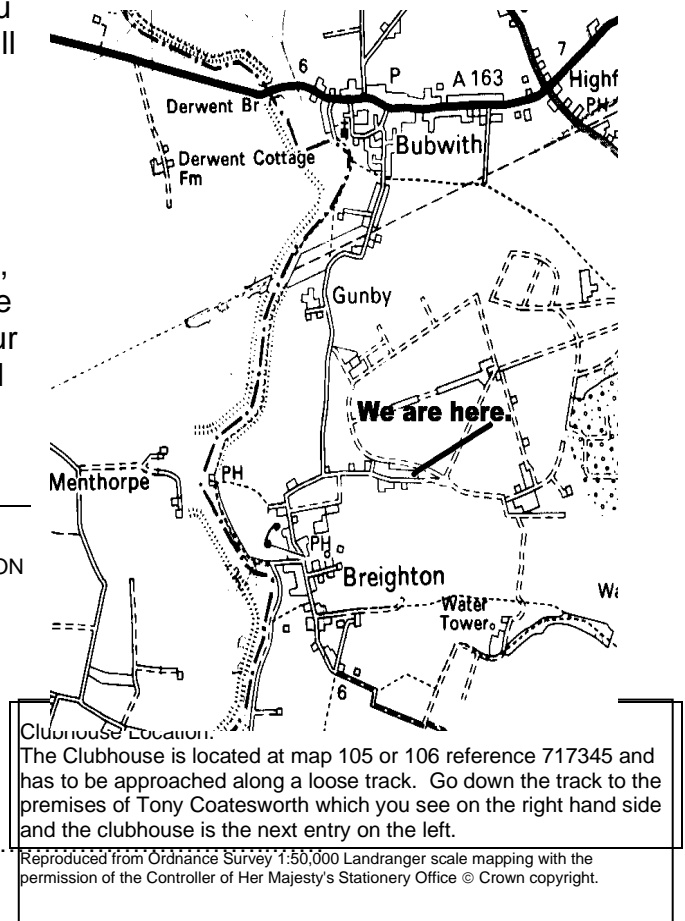 u
ll
,
e
ur
l
ON
6
P
A 163
7
Highf
PH
Derwent Br
Bubwith
Derwent Cottage
Fm
Gunby
We are here.
Menthorpe
PH
PH
Breighton
Water
Tower
Wa
6
Clubhouse Location:
The Clubhouse is located at map 105 or 106 reference 717345 and
has to be approached along a loose track.  Go down the track to the
premises of Tony Coatesworth which you see on the right hand side
and the clubhouse is the next entry on the left.
Reproduced from Ordnance Survey 1:50,000 Landranger scale mapping with the
permission of the Controller of Her Majesty's Stationery Office © Crown copyright.